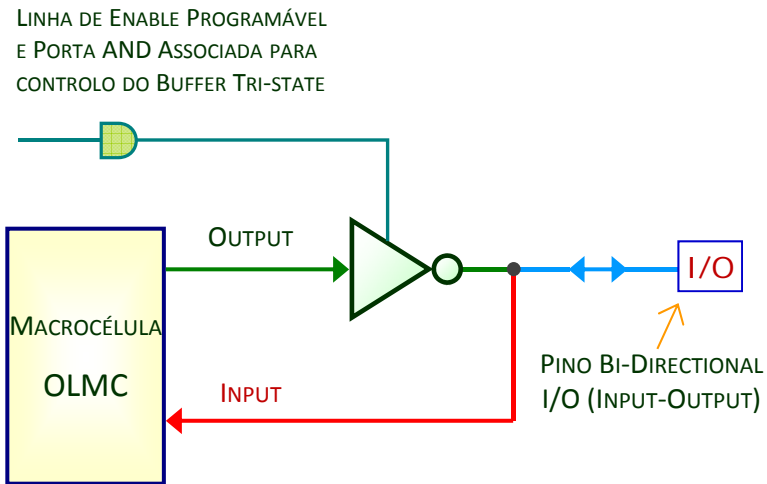 Linha de Enable Programável
e Porta AND Associada para
controlo do Buffer Tri-state
Output
I/O
Macrocélula
OLMC
Input
Pino Bi-Directional
I/O (Input-Output)